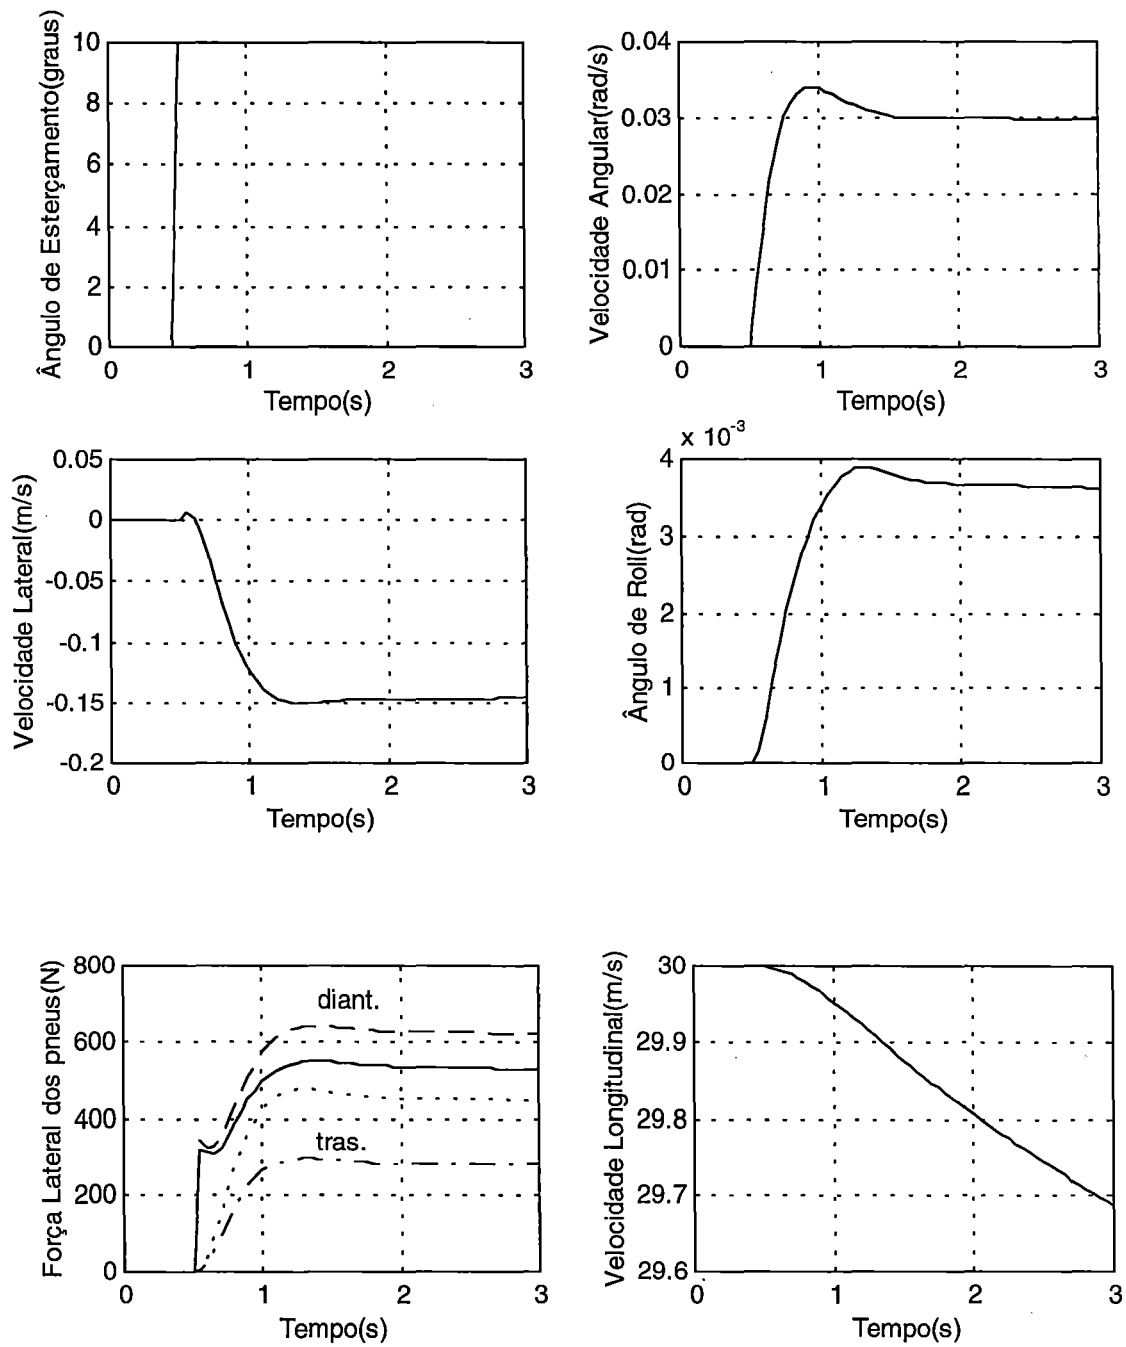 Ângulo de Esterçamento(graus)
10
8
6
4
2
0
0 1 2 3
Tempo(s)
Velocidade Angular(rad/s)
0.04
0.03
0.02
0.01
0
0 1 2 3
Tempo(s)
Velocidade Lateral(m/s)
0.05
0
-0.05
-0.1
-0.15
-0.2
0 1 2 3
Tempo(s)
x 10-3
Ângulo de Roll(rad)
4
3
2
1
0
0 1 2 3
Tempo(s)
Força Lateral dos pneus(N)
800
600
400
200
0
diant.
tras.
0 1 2 3
Tempo(s)
Velocidade Longitudinal(m/s)
30
29.9
29.8
29.7
29.6
0 1 2 3
Tempo(s)